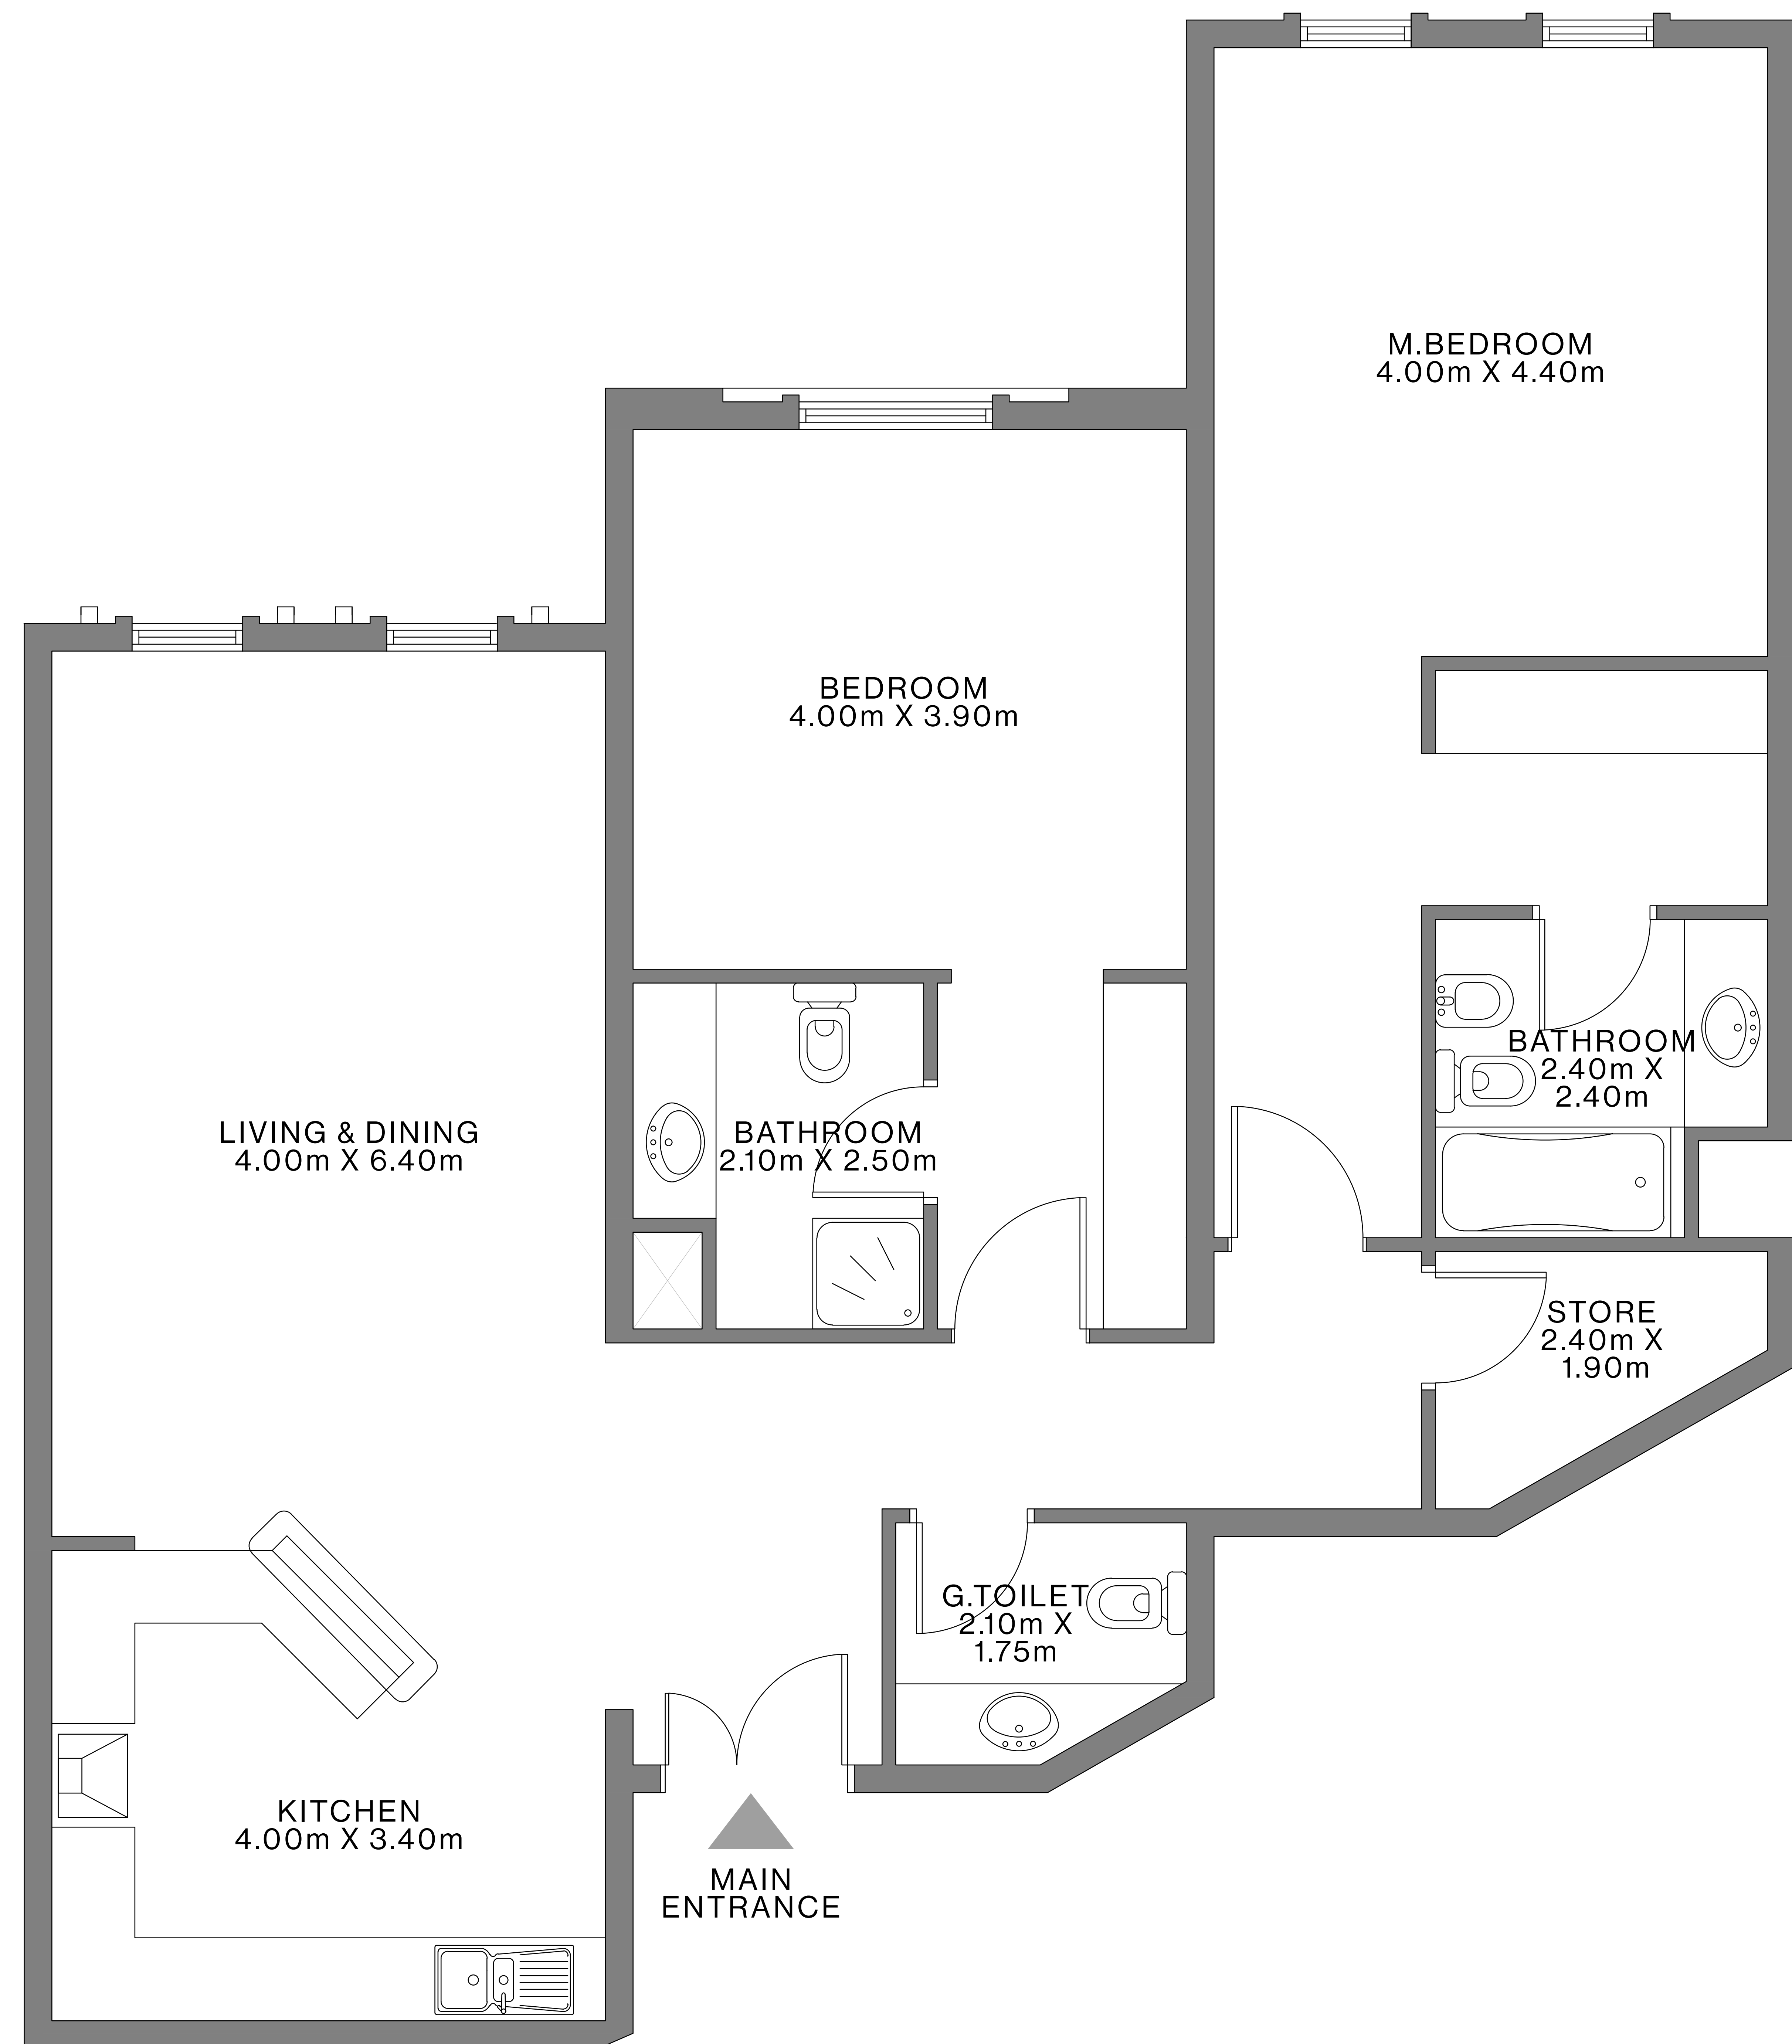 M.BEDROOM
4.00m X 4.40m
BEDROOM
4.00m X 3.90m
LIVING & DINING
4.00m X 6.40m
BATHROOM
2.10m X 2.50m
BATHROOM
2.40m X
2.40m
STORE
2.40m X
1.90m
G.TOILET
2.10m X
1.75m
KITCHEN
4.00m X 3.40m
MAIN
ENTRANCE